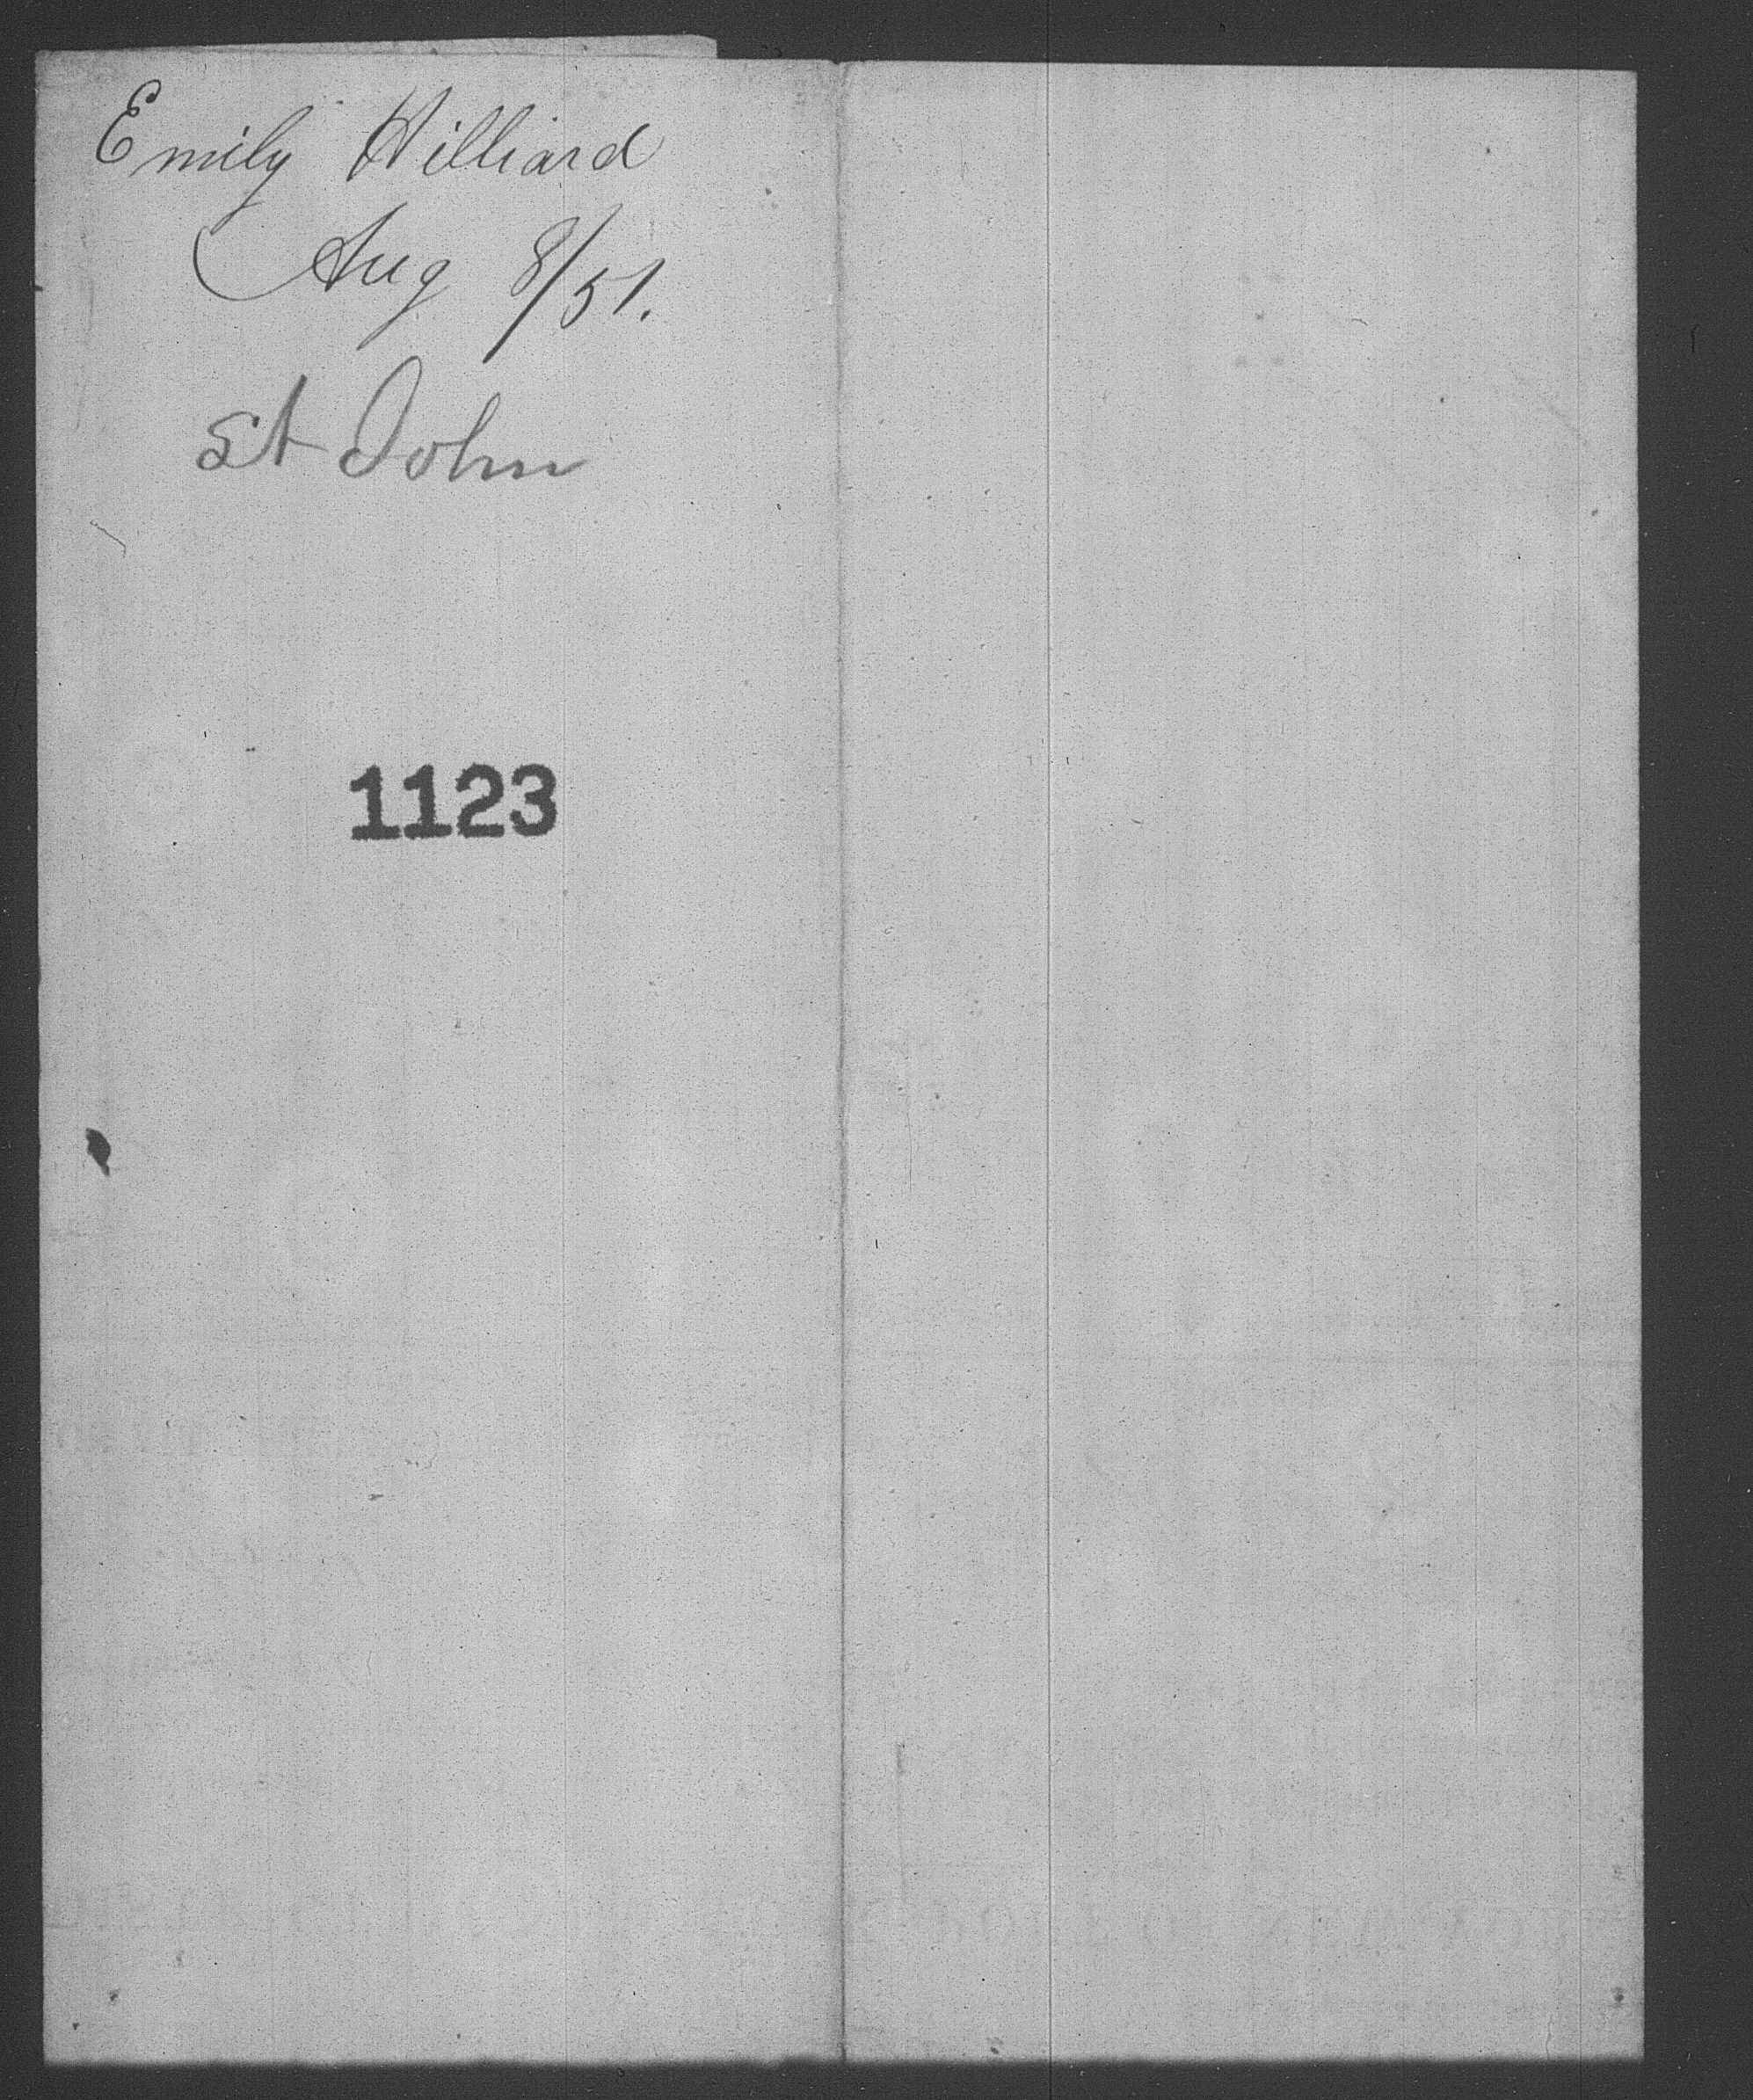 Emily Hilliard
Aug 8/51.
St John
1123